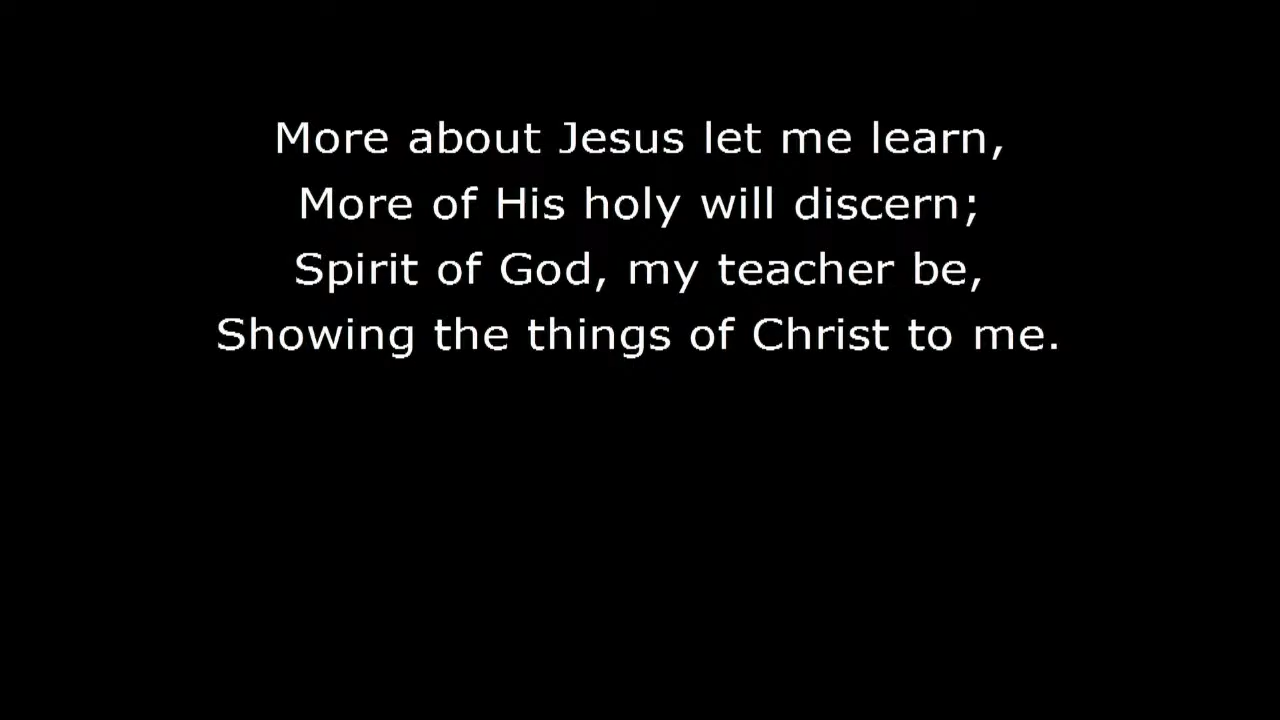 More about Jesus let me learn,
More of His holy will discern;
Spirit of God, my teacher be,
Showing the things of Christ to me.